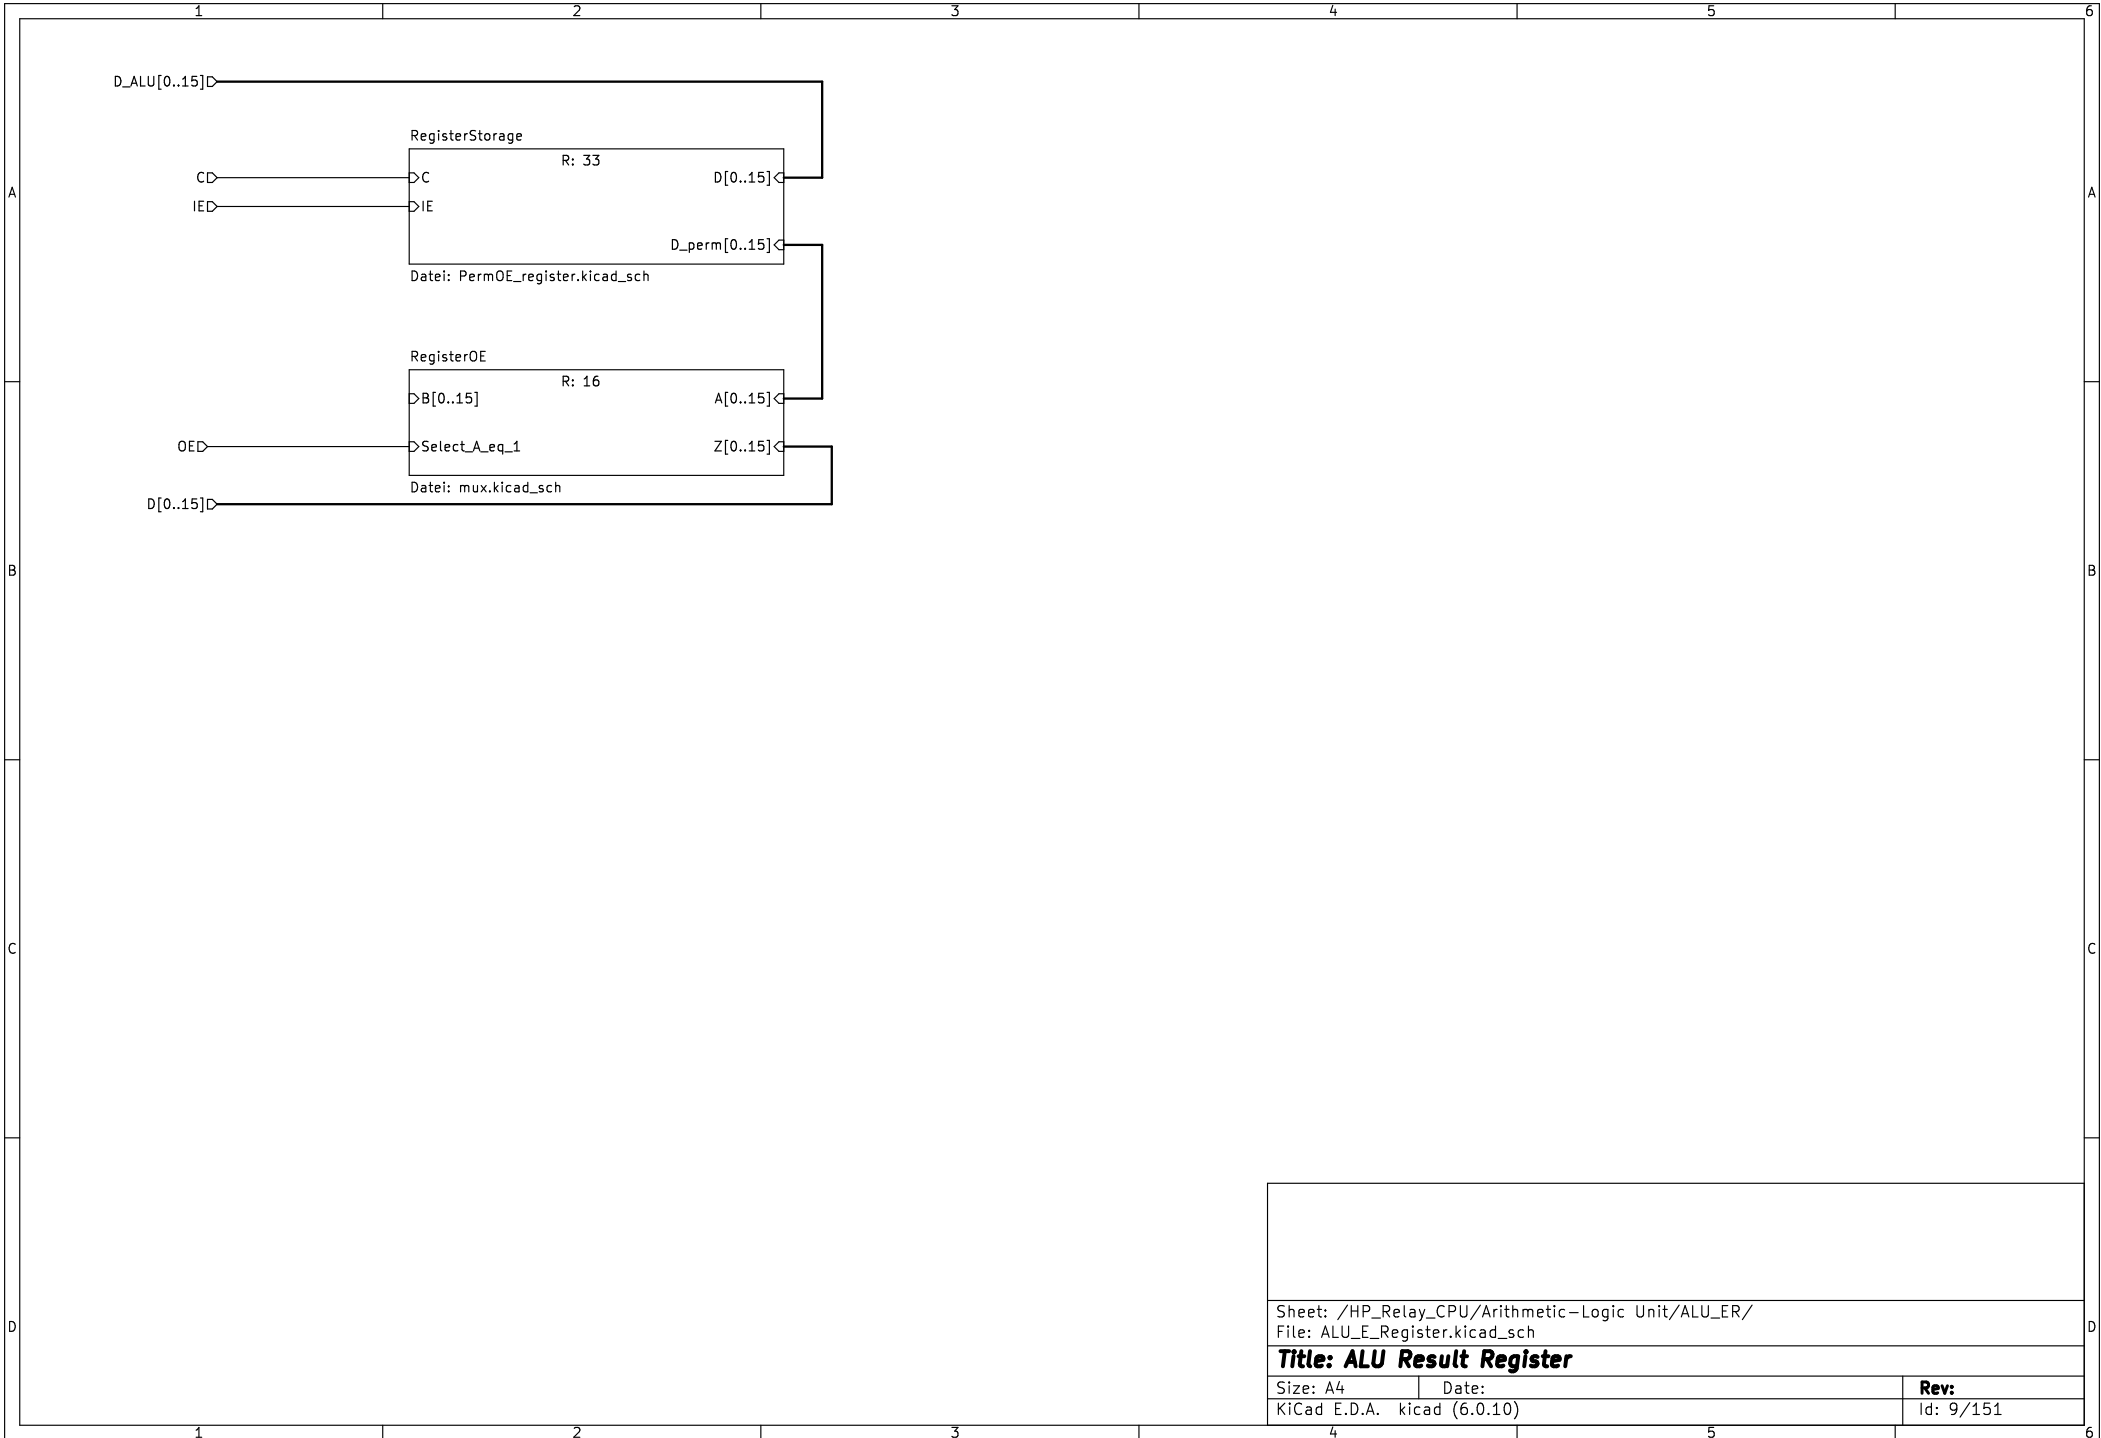 1 2 3 4 5 6
D_ALU[0..15]
RegisterStorage
R: 33
C C D[0..15]
A A
IE IE
D_perm[0..15]
Datei: PermOE_register.kicad_sch
RegisterOE
R: 16
B[0..15] A[0..15]
OE Select_A_eq_1 Z[0..15]
Datei: mux.kicad_sch
D[0..15]
B B
C C
Sheet: /HP_Relay_CPU/Arithmetic-Logic Unit/ALU_ER/
D D
File: ALU_E_Register.kicad_sch
Title: ALU Result Register
Size: A4 Date: Rev:
KiCad E.D.A. kicad (6.0.10) Id: 9/151
1 2 3 4 5 6